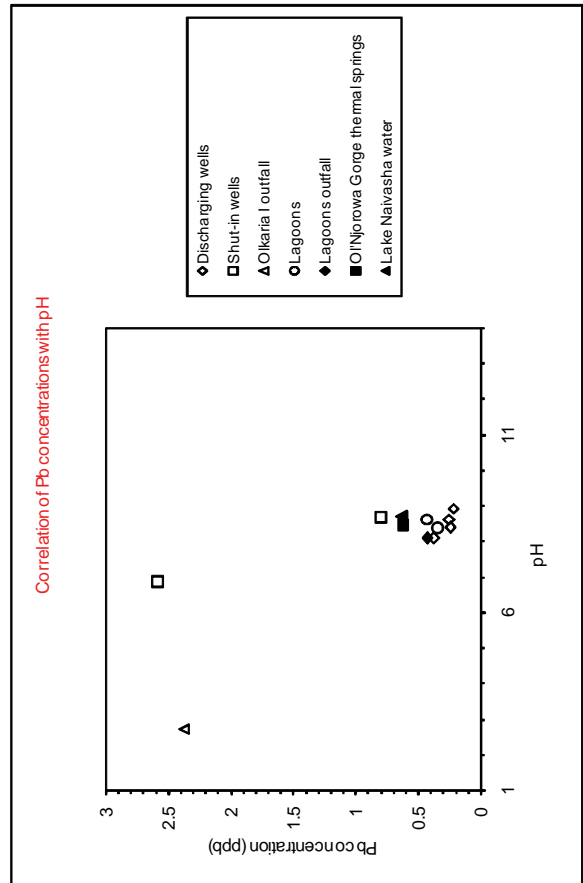 Correlation of Pb concentrations with pH
Pb concentration (ppb)
3
2.5
2
1.5
1
0.5
0
1
6
11
pH
Discharging wells
Shut-in wells
Olkaria I outfall
Lagoons
Lagoons outfall
Ol'Njorowa Gorge thermal springs
Lake Naivasha water